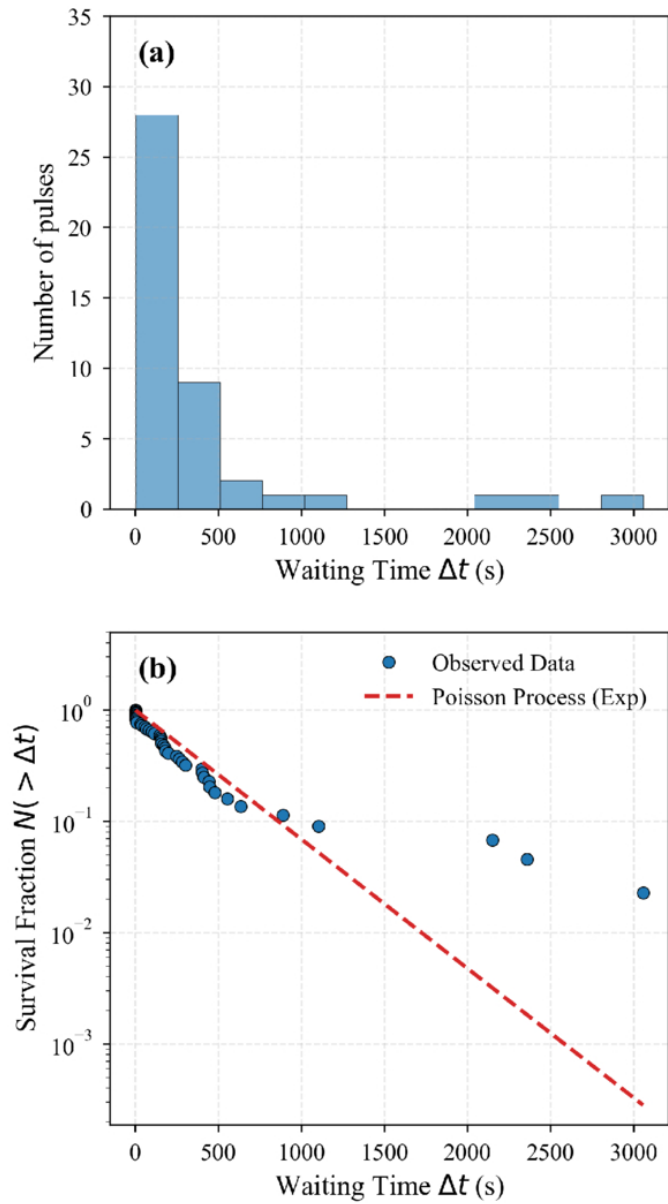 (a)
35
30
25
20
15
10
5
0
Number of pulses
0 500 1000 1500 2000 2500 3000
Waiting Time Δt (s)
(b)
Observed Data
Poisson Process (Exp)
10⁰
10⁻¹
10⁻²
10⁻³
Survival Fraction N( > Δt)
0 500 1000 1500 2000 2500 3000
Waiting Time Δt (s)